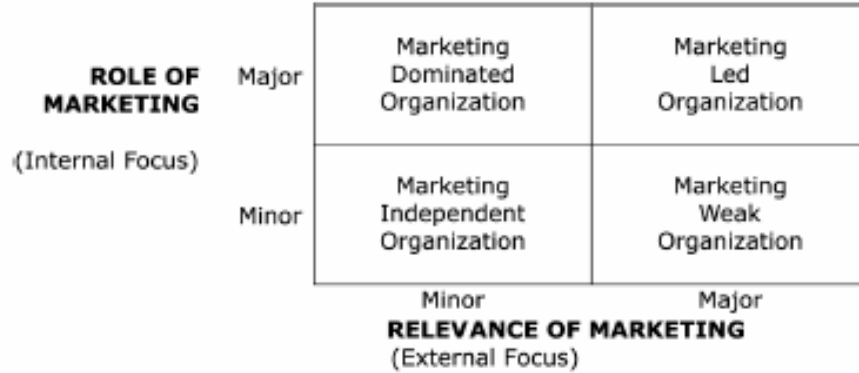 ROLE OF
MARKETING
(Internal Focus)
Major
Marketing
Dominated
Organization
Marketing
Led
Organization
Minor
Marketing
Independent
Organization
Marketing
Weak
Organization
Minor
Major
RELEVANCE OF MARKETING
(External Focus)